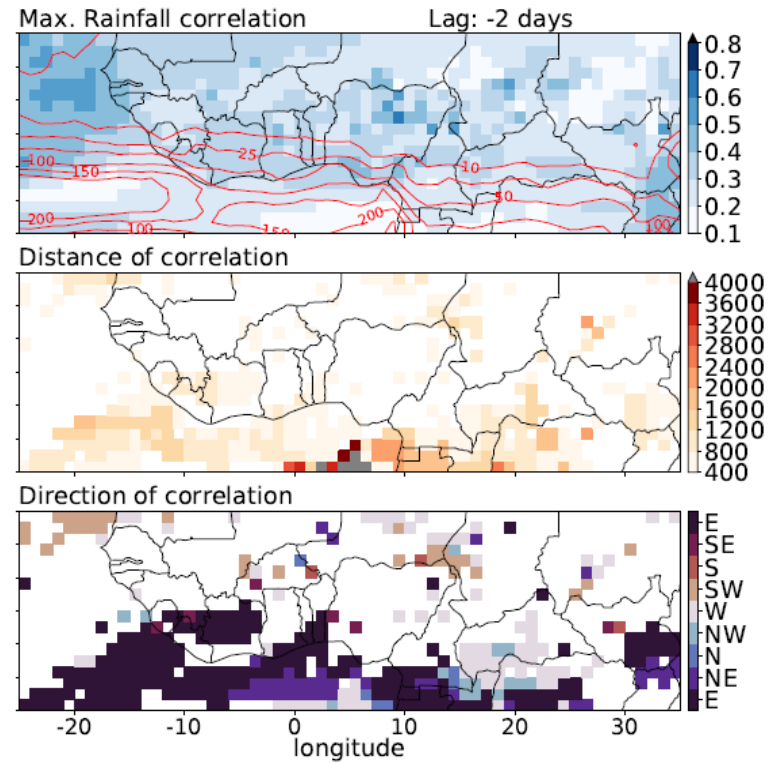 Max. Rainfall correlation Lag: -2 days
0.8
0.7
0.6
0.5
0.4
0.3
0.2
0.1
100
150
25
10
50
200
200
100
150
100
Distance of correlation
4000
3600
3200
2800
2400
2000
1600
1200
800
400
Direction of correlation
E
SE
S
SW
W
NW
N
NE
E
-20 -10 0 10 20 30
longitude